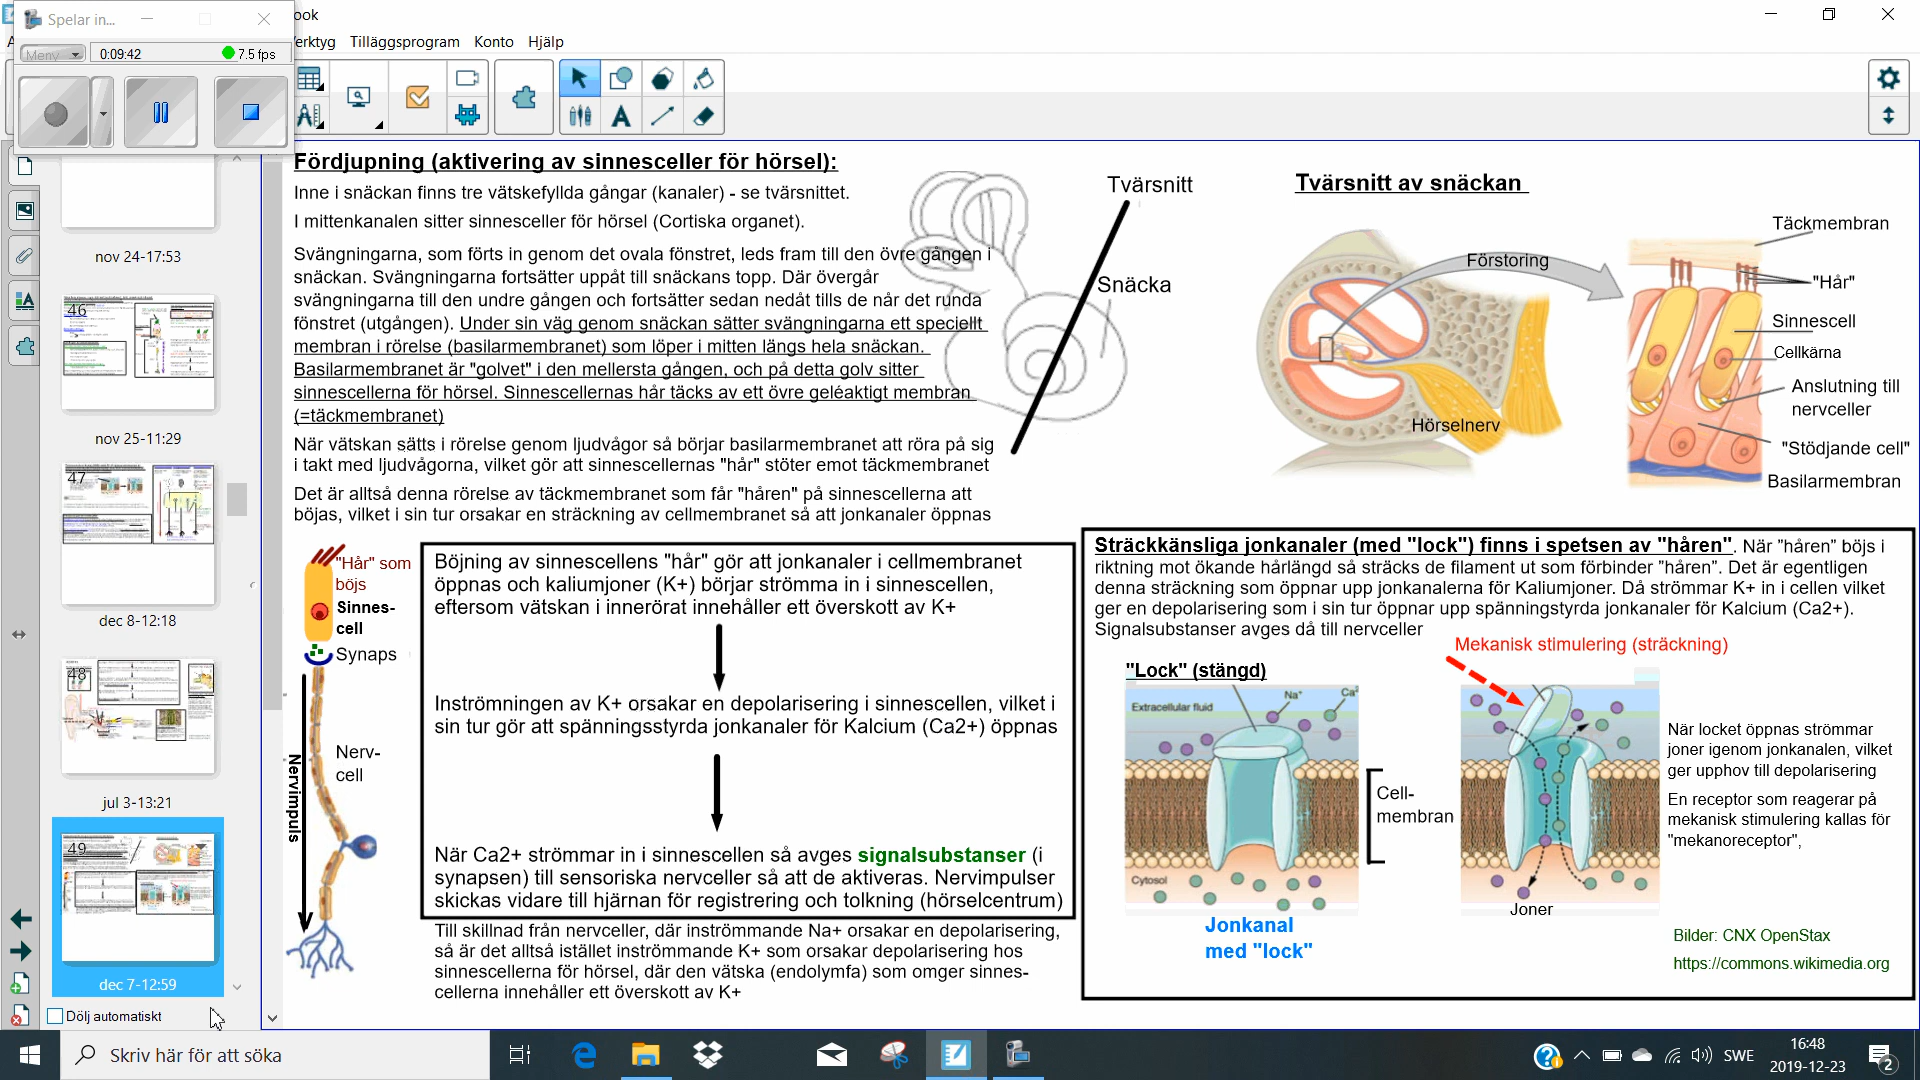 Spelar in...
ook
Meny
0:09:42
7.5 fps
erktyg Tilläggsprogram Konto Hjälp
nov 24-17:53
46
nov 25-11:29
47
dec 8-12:18
48
jul 3-13:21
49
dec 7-12:59
Dölj automatiskt
Fördjupning (aktivering av sinnesceller för hörsel):
Inne i snäckan finns tre vätskefyllda gångar (kanaler) - se tvärsnittet.
I mittenkanalen sitter sinnesceller för hörsel (Cortiska organet).
Svängningarna, som förts in genom det ovala fönstret, leds fram till den övre gången i
snäckan. Svängningarna fortsätter uppåt till snäckans topp. Där övergår
svängningarna till den undre gången och fortsätter sedan nedåt tills de når det runda
fönstret (utgången). Under sin väg genom snäckan sätter svängningarna ett speciellt
membran i rörelse (basilarmembranet) som löper i mitten längs hela snäckan.
Basilarmembranet är "golvet" i den mellersta gången, och på detta golv sitter
sinnescellerna för hörsel. Sinnescellernas hår täcks av ett övre geléaktigt membran
(=täckmembranet)
När vätskan sätts i rörelse genom ljudvågor så börjar basilarmembranet att röra på sig
i takt med ljudvågorna, vilket gör att sinnescellernas "hår" stöter emot täckmembranet
Det är alltså denna rörelse av täckmembranet som får "håren" på sinnescellerna att
böjas, vilket i sin tur orsakar en sträckning av cellmembranet så att jonkanaler öppnas
Tvärsnitt
Snäcka
Tvärsnitt av snäckan
Förstoring
Hörselnerv
Täckmembran
"Hår"
Sinnescell
Cellkärna
Anslutning till
nervceller
"Stödjande cell"
Basilarmembran
"Hår" som
böjs
Sinnes-
cell
Synaps
Nerv-
cell
Nervimpuls
Böjning av sinnescellens "hår" gör att jonkanaler i cellmembranet
öppnas och kaliumjoner (K+) börjar strömma in i sinnescellen,
eftersom vätskan i innerörat innehåller ett överskott av K+
Inströmningen av K+ orsakar en depolarisering i sinnescellen, vilket i
sin tur gör att spänningsstyrda jonkanaler för Kalcium (Ca2+) öppnas
När Ca2+ strömmar in i sinnescellen så avges signalsubstanser (i
synapsen) till sensoriska nervceller så att de aktiveras. Nervimpulser
skickas vidare till hjärnan för registrering och tolkning (hörselcentrum)
Till skillnad från nervceller, där inströmmande Na+ orsakar en depolarisering,
så är det alltså istället inströmmande K+ som orsakar depolarisering hos
sinnescellerna för hörsel, där den vätska (endolymfa) som omger sinnes-
cellerna innehåller ett överskott av K+
Sträckkänsliga jonkanaler (med "lock") finns i spetsen av "håren". När "håren" böjs i
riktning mot ökande hårlängd så sträcks de filament ut som förbinder "håren". Det är egentligen
denna sträckning som öppnar upp jonkanalerna för Kaliumjoner. Då strömmar K+ in i cellen vilket
ger en depolarisering som i sin tur öppnar upp spänningstyrda jonkanaler för Kalcium (Ca2+).
Signalsubstanser avges då till nervceller
Mekanisk stimulering (sträckning)
"Lock" (stängd)
Extracellular fluid
Na+
Ca2
Cytosol
Cell-
membran
Jonkanal
med "lock"
Joner
När locket öppnas strömmar
joner igenom jonkanalen, vilket
ger upphov till depolarisering
En receptor som reagerar på
mekanisk stimulering kallas för
"mekanoreceptor",
Bilder: CNX OpenStax
https://commons.wikimedia.org
Skriv här för att söka
SWE
16:48
2019-12-23
2